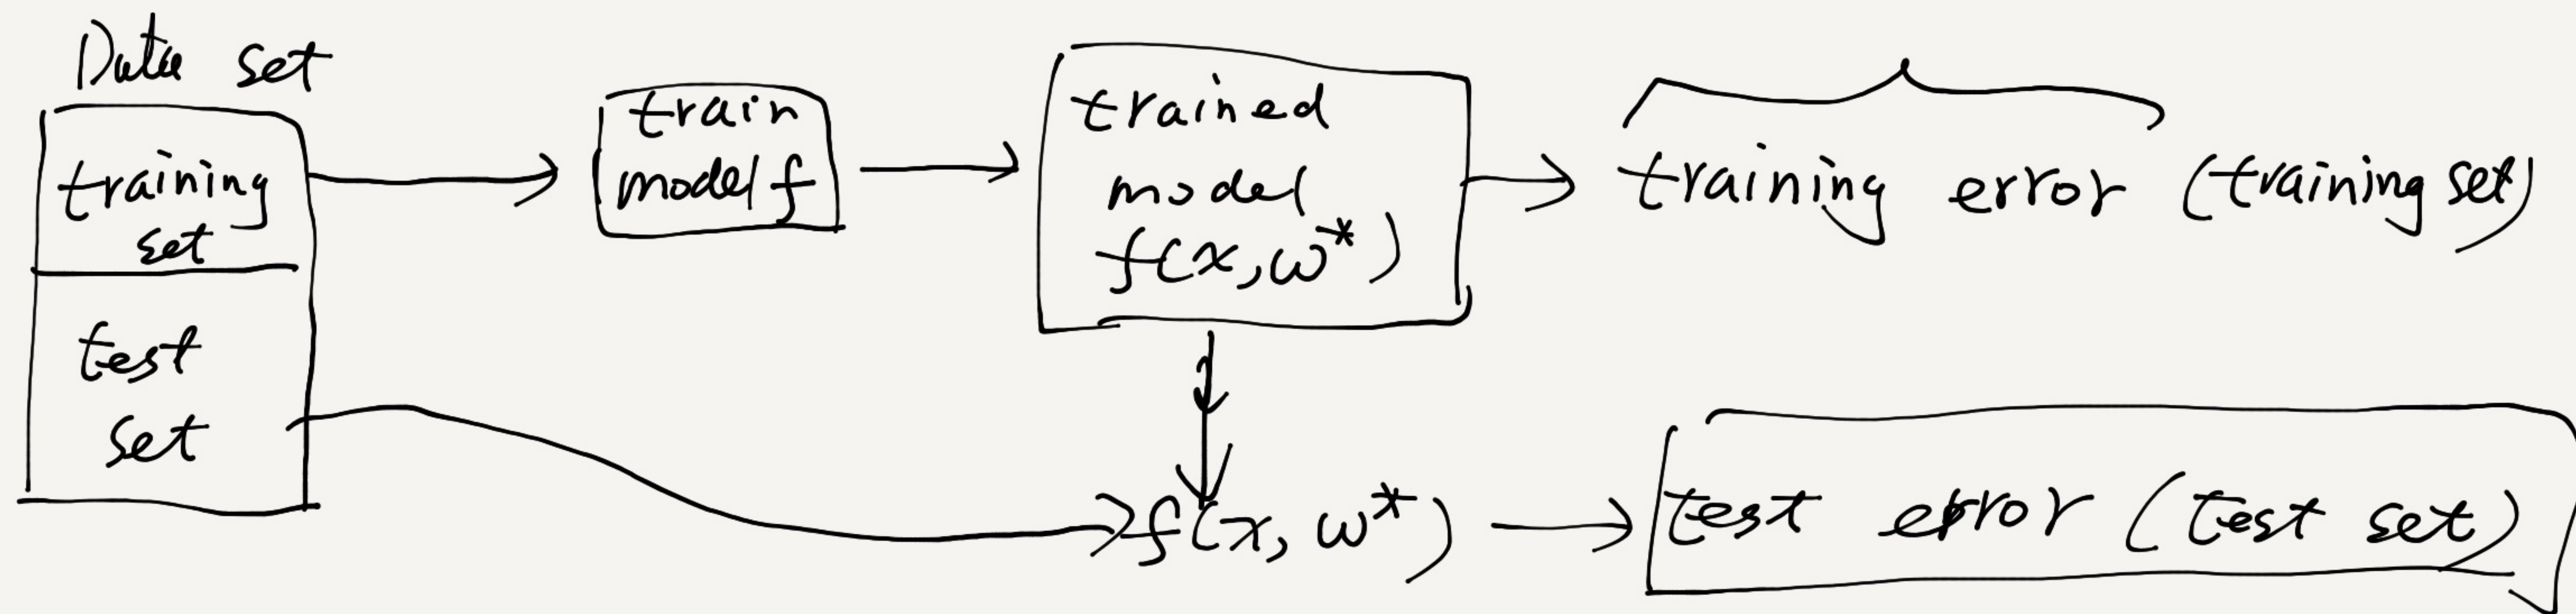 Data set
training
set
test
set
train
model f
trained
model
f(x, w*)
training error (training set)
f(x, w*)
test error (test set)